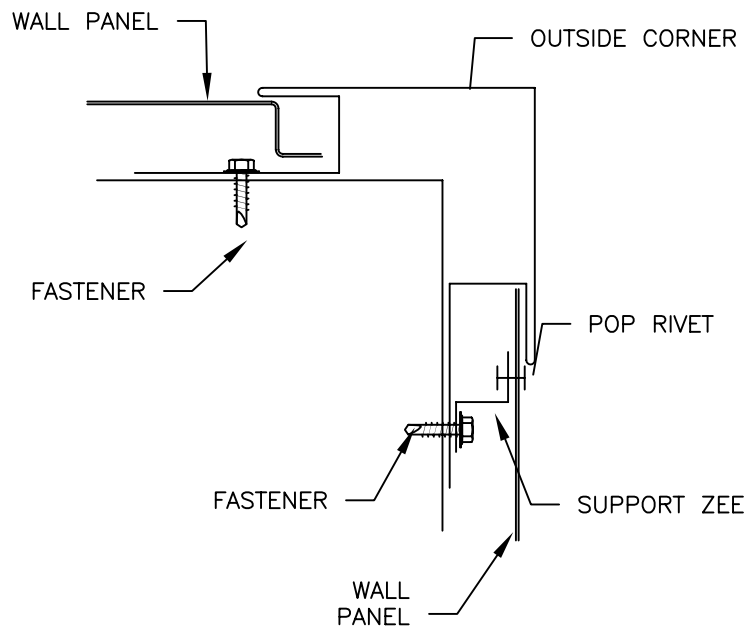 WALL PANEL
OUTSIDE CORNER
FASTENER
POP RIVET
FASTENER
SUPPORT ZEE
WALL
PANEL